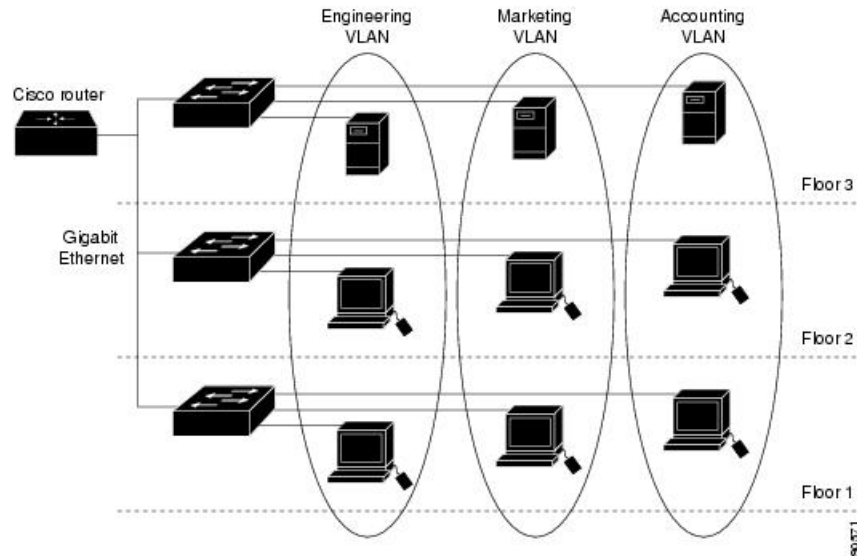 Engineering
VLAN
Marketing
VLAN
Accounting
VLAN
Cisco router
Floor 3
Gigabit
Ethernet
Floor 2
Floor 1